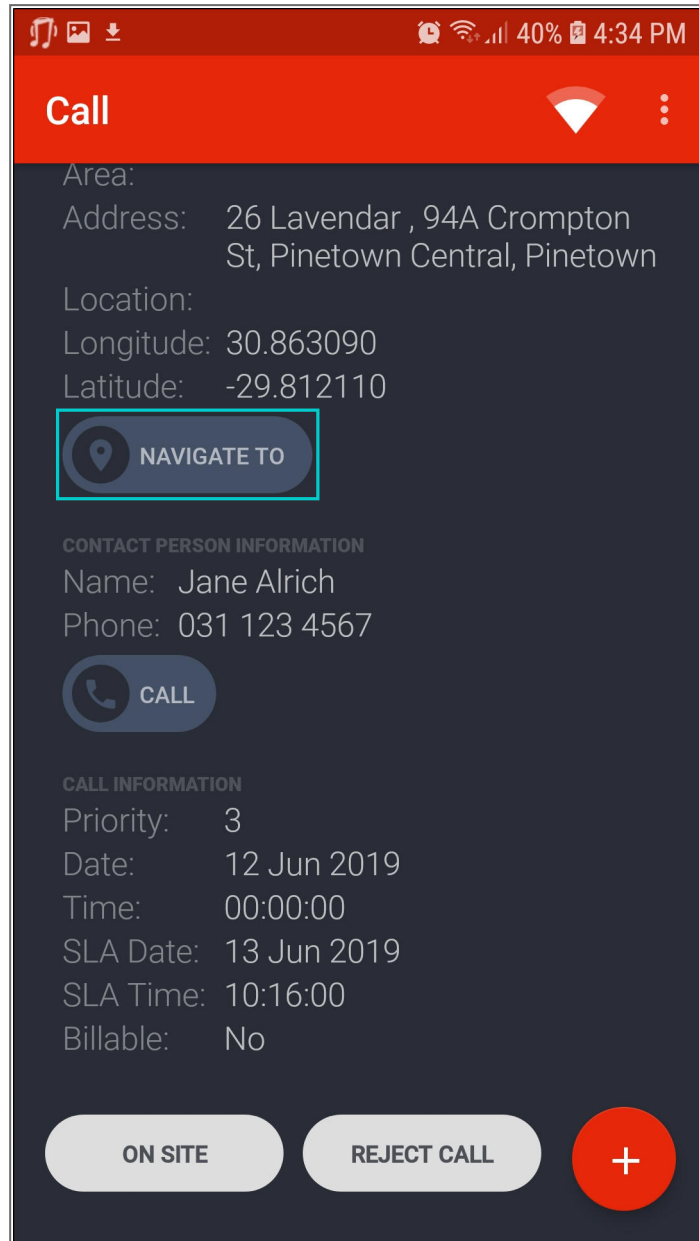 40% 4:34 PM
Call
Area:
Address: 26 Lavendar , 94A Crompton
St, Pinetown Central, Pinetown
Location:
Longitude: 30.863090
Latitude: -29.812110
NAVIGATE TO
CONTACT PERSON INFORMATION
Name: Jane Alrich
Phone: 031 123 4567
CALL
CALL INFORMATION
Priority: 3
Date: 12 Jun 2019
Time: 00:00:00
SLA Date: 13 Jun 2019
SLA Time: 10:16:00
Billable: No
ON SITE REJECT CALL +